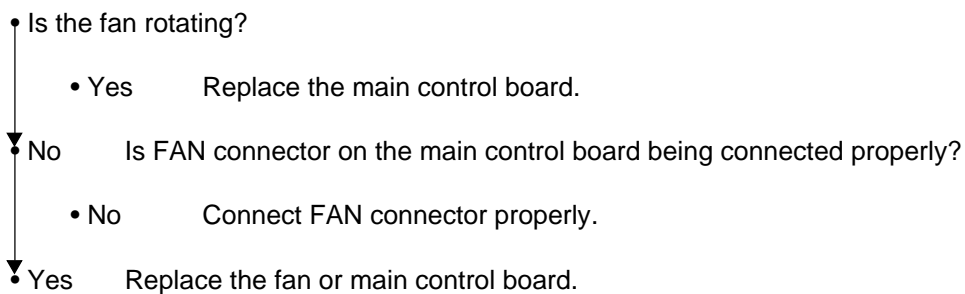 • Is the fan rotating?
• Yes Replace the main control board.
• No Is FAN connector on the main control board being connected properly?
• No Connect FAN connector properly.
• Yes Replace the fan or main control board.